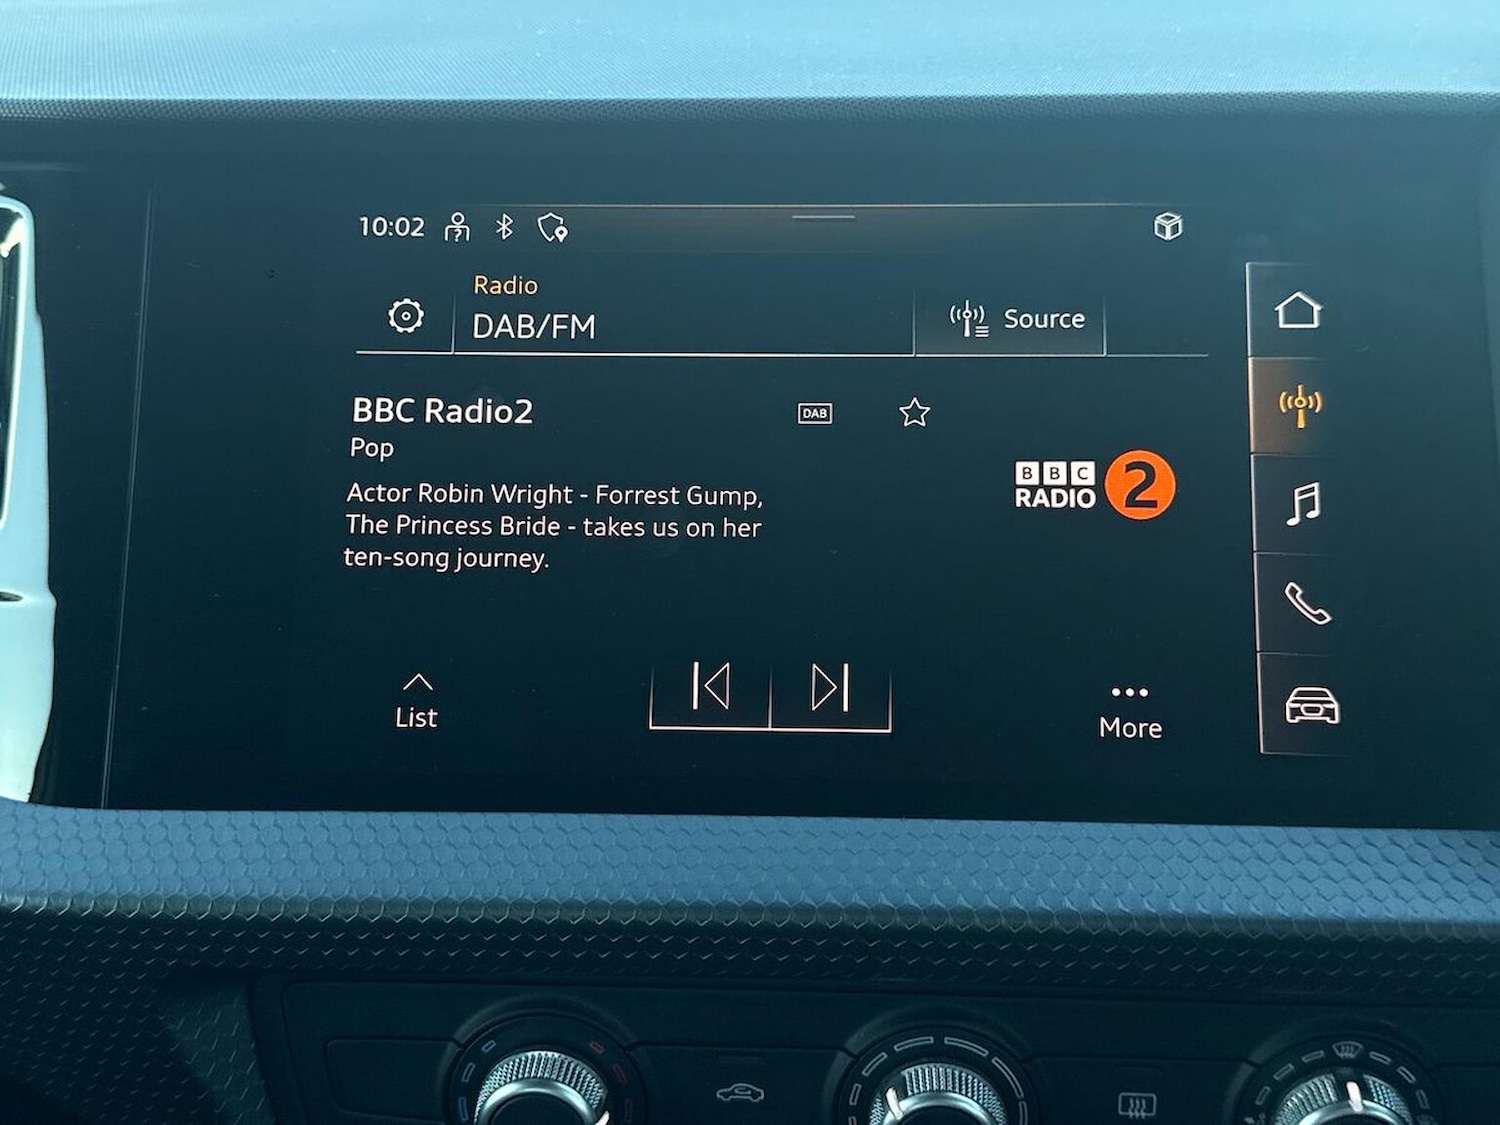 10:02
Radio
DAB/FM
Source
BBC Radio2
DAB
Pop
Actor Robin Wright - Forrest Gump,
The Princess Bride - takes us on her
ten-song journey.
BBC
RADIO 2
List
More